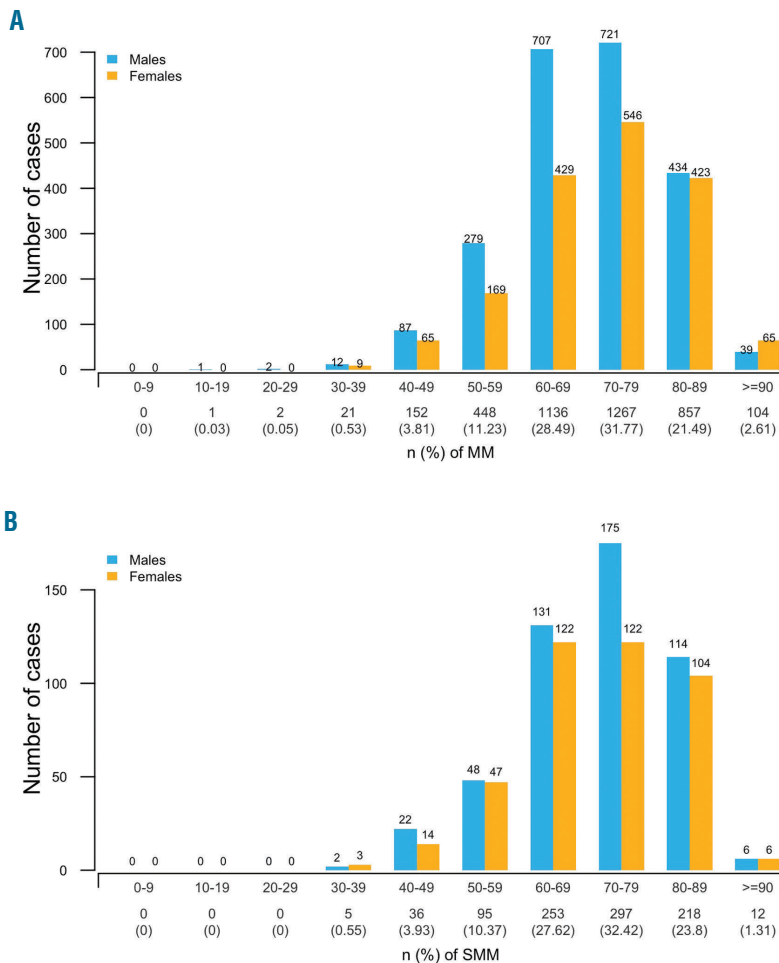 A
Males
Females
Number of cases
700
600
500
400
300
200
100
0
0 0 1 0 2 0 12 9 87 65 279 169 707 429 721 546 434 423 39 65
0-9 10-19 20-29 30-39 40-49 50-59 60-69 70-79 80-89 >=90
0 1 2 21 152 448 1136 1267 857 104
(0) (0.03) (0.05) (0.53) (3.81) (11.23) (28.49) (31.77) (21.49) (2.61)
n (%) of MM
B
Males
Females
Number of cases
150
100
50
0
0 0 0 0 0 0 2 3 22 14 48 47 131 122 175 122 114 104 6 6
0-9 10-19 20-29 30-39 40-49 50-59 60-69 70-79 80-89 >=90
0 0 0 5 36 95 253 297 218 12
(0) (0) (0) (0.55) (3.93) (10.37) (27.62) (32.42) (23.8) (1.31)
n (%) of SMM